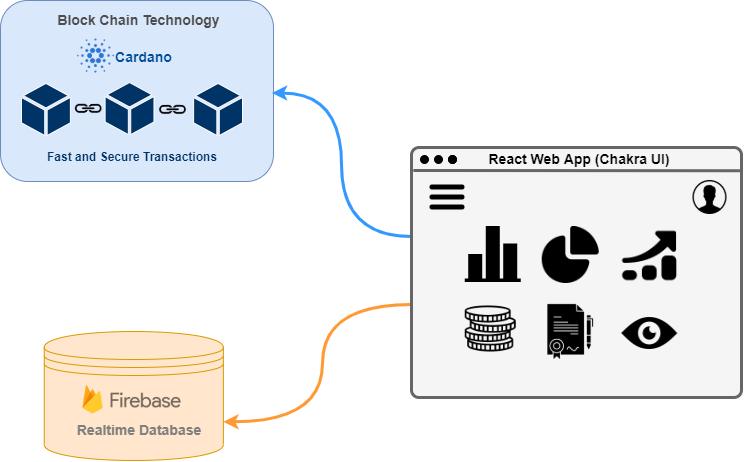 Block Chain Technology
Cardano
Fast and Secure Transactions
React Web App (Chakra UI)
Firebase
Realtime Database